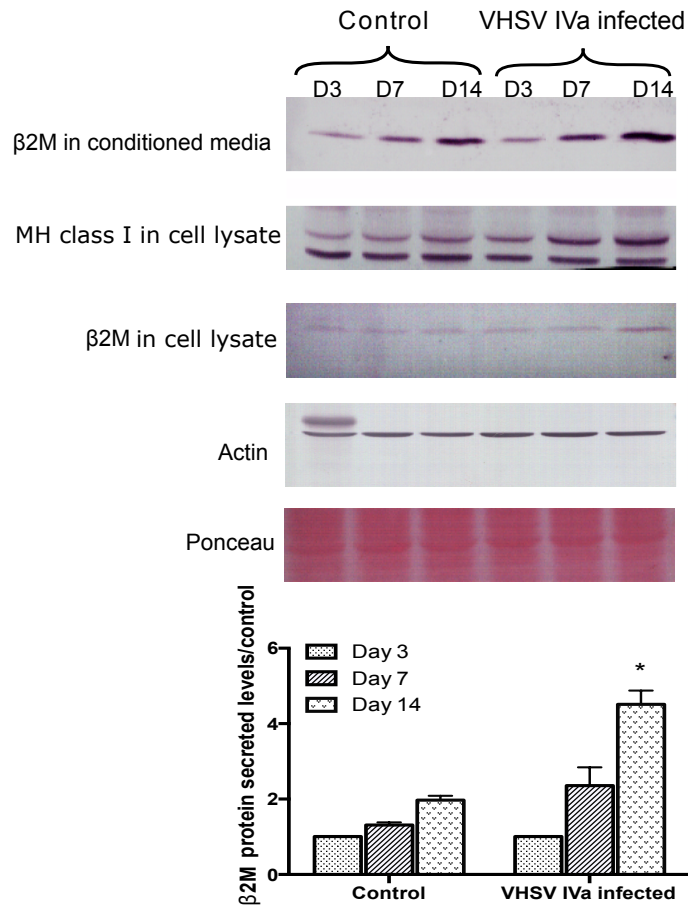 Control VHSV IVa infected
D3 D7 D14 D3 D7 D14
β2M in conditioned media
MH class I in cell lysate
β2M in cell lysate
Actin
Ponceau
β2M protein secreted levels/control
6
4
2
0
Day 3
Day 7
Day 14
*
Control VHSV IVa infected